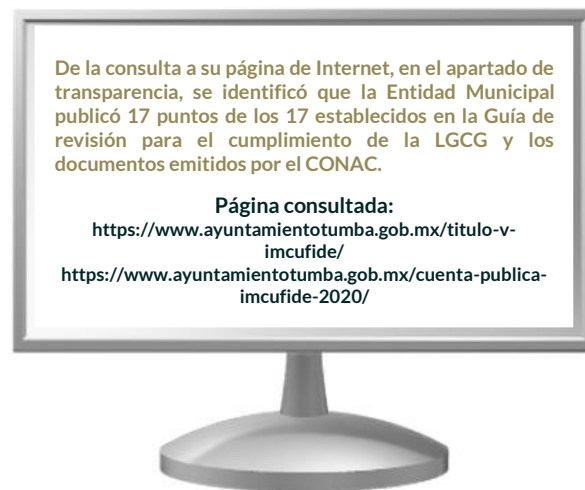 De la consulta a su página de Internet, en el apartado de
transparencia, se identificó que la Entidad Municipal
publicó 17 puntos de los 17 establecidos en la Guía de
revisión para el cumplimiento de la LGCG y los
documentos emitidos por el CONAC.
Página consultada:
https://www.ayuntamientotumba.gob.mx/titulo-v-
imcufide/
https://www.ayuntamientotumba.gob.mx/cuenta-publica-
imcufide-2020/